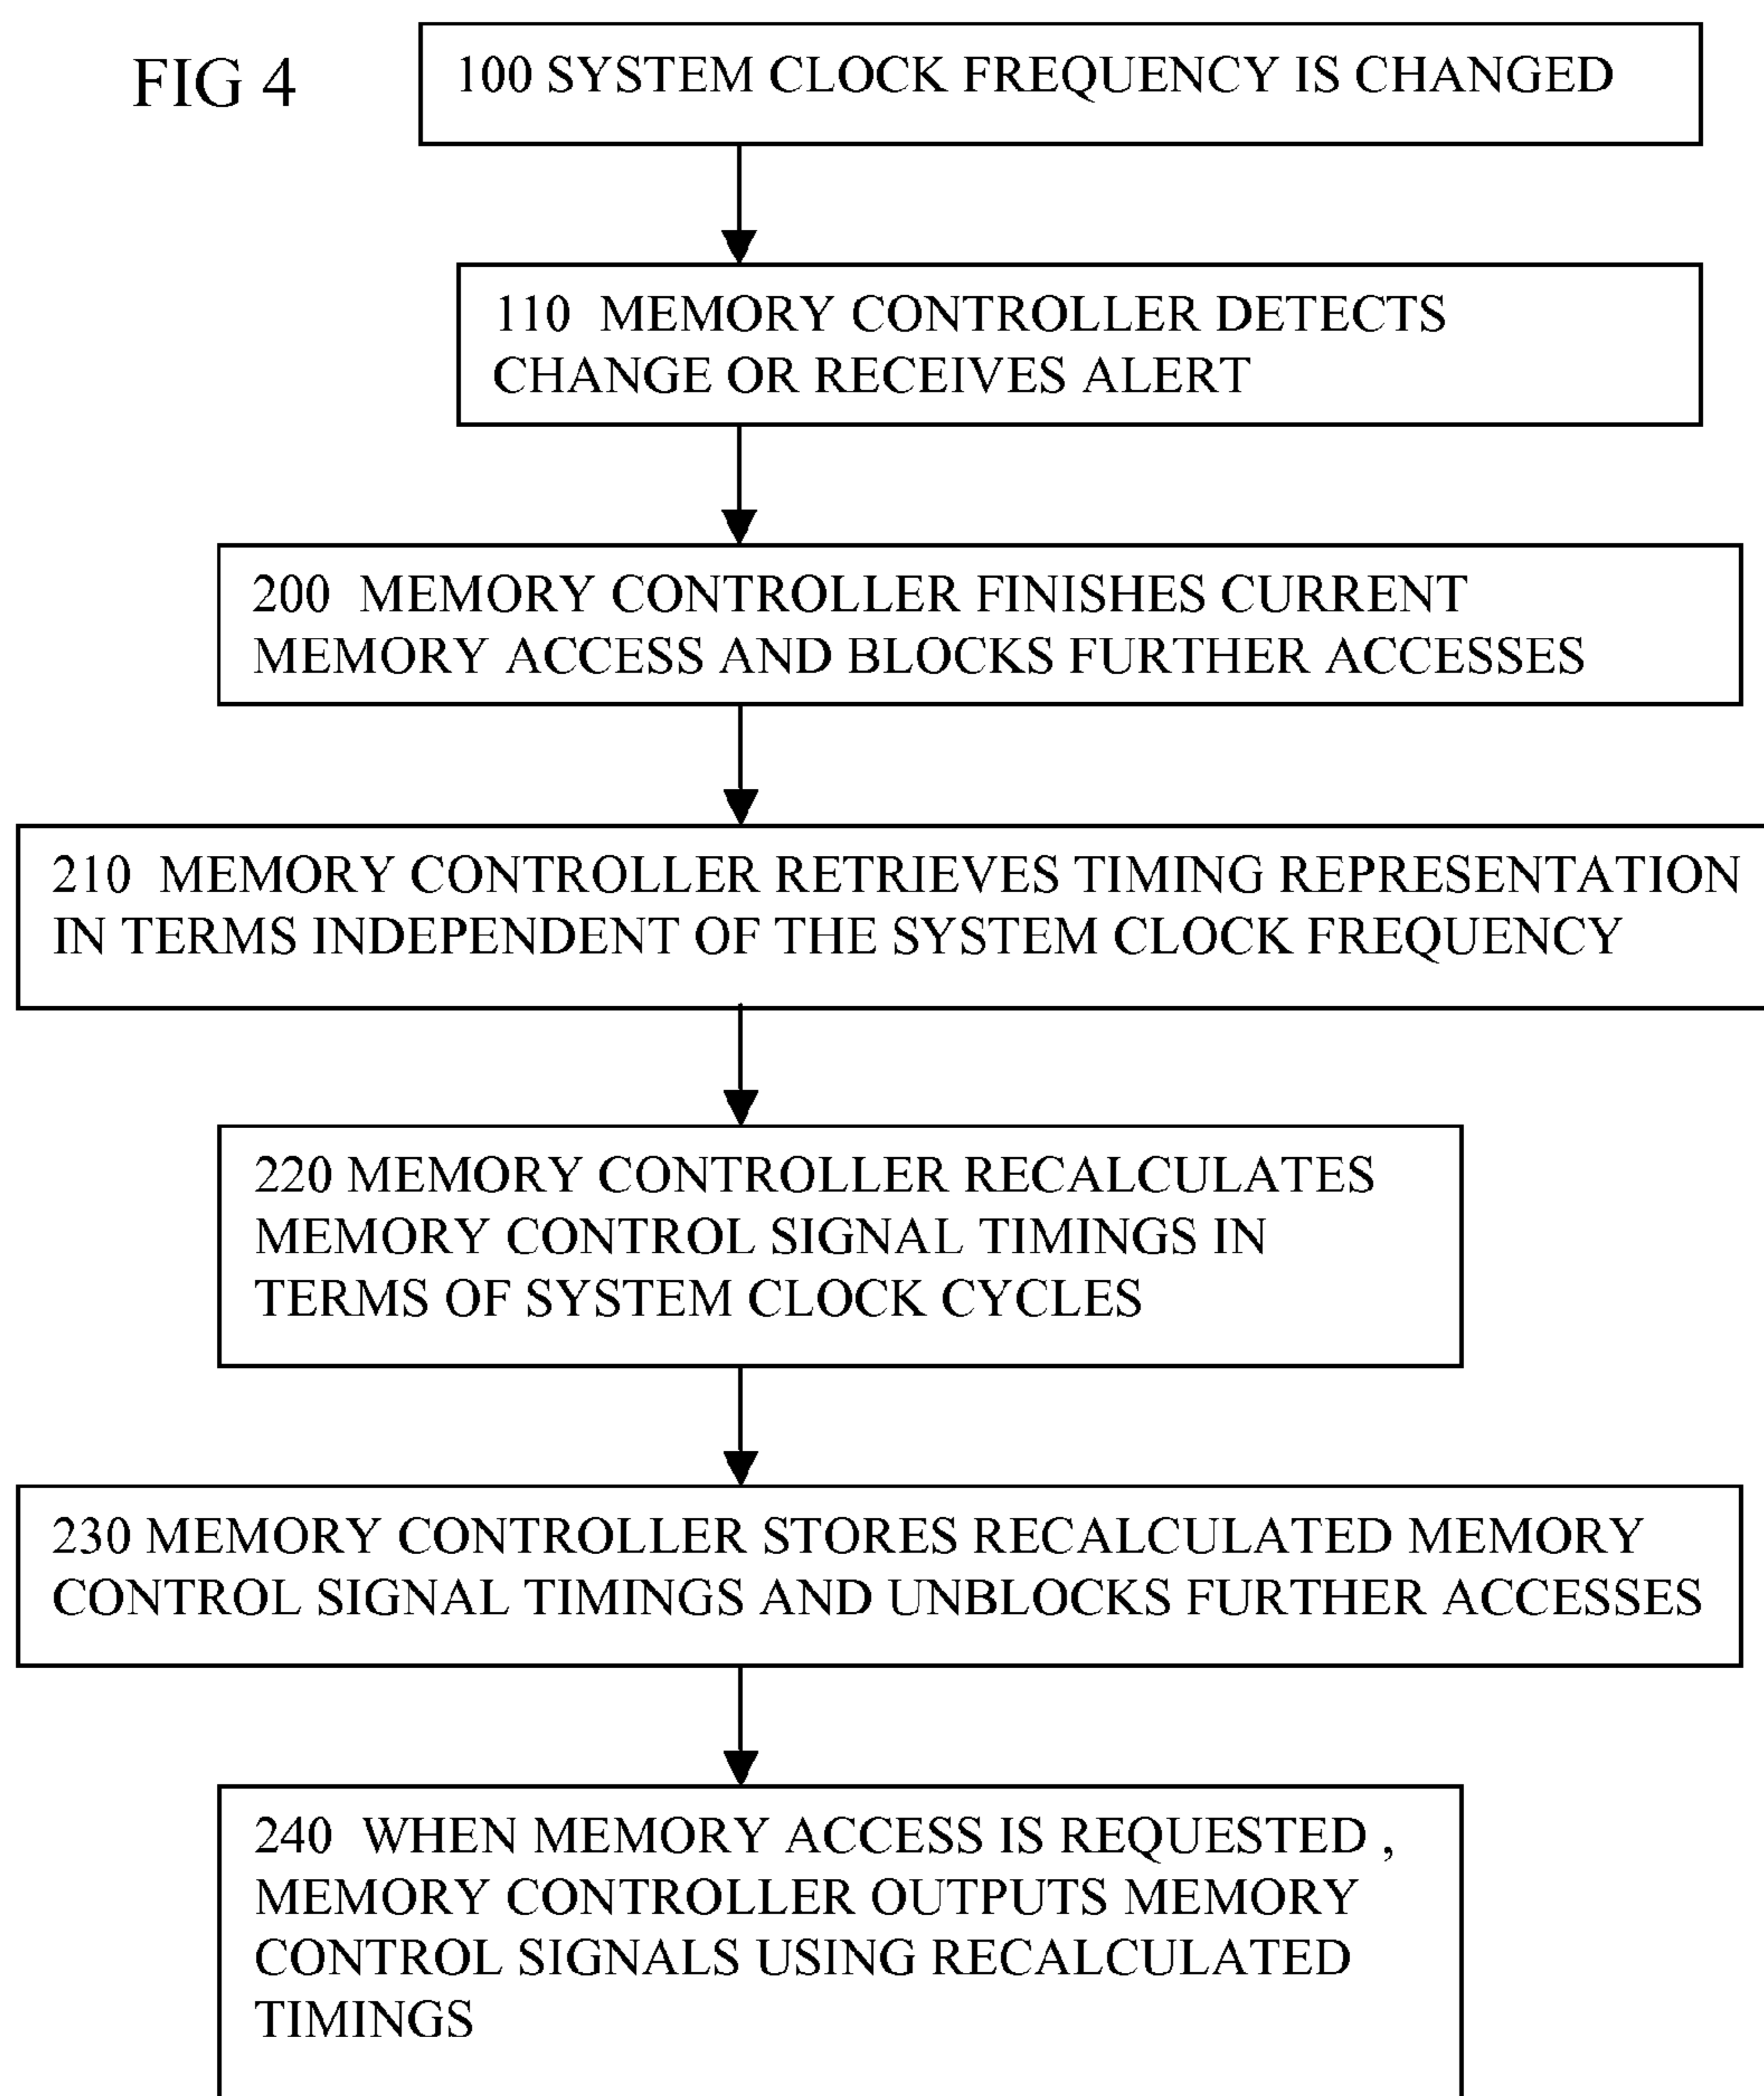 FIG 4
100 SYSTEM CLOCK FREQUENCY IS CHANGED
110 MEMORY CONTROLLER DETECTS
CHANGE OR RECEIVES ALERT
200 MEMORY CONTROLLER FINISHES CURRENT
MEMORY ACCESS AND BLOCKS FURTHER ACCESSES
210 MEMORY CONTROLLER RETRIEVES TIMING REPRESENTATION
IN TERMS INDEPENDENT OF THE SYSTEM CLOCK FREQUENCY
220 MEMORY CONTROLLER RECALCULATES
MEMORY CONTROL SIGNAL TIMINGS IN
TERMS OF SYSTEM CLOCK CYCLES
230 MEMORY CONTROLLER STORES RECALCULATED MEMORY
CONTROL SIGNAL TIMINGS AND UNBLOCKS FURTHER ACCESSES
240 WHEN MEMORY ACCESS IS REQUESTED ,
MEMORY CONTROLLER OUTPUTS MEMORY
CONTROL SIGNALS USING RECALCULATED
TIMINGS